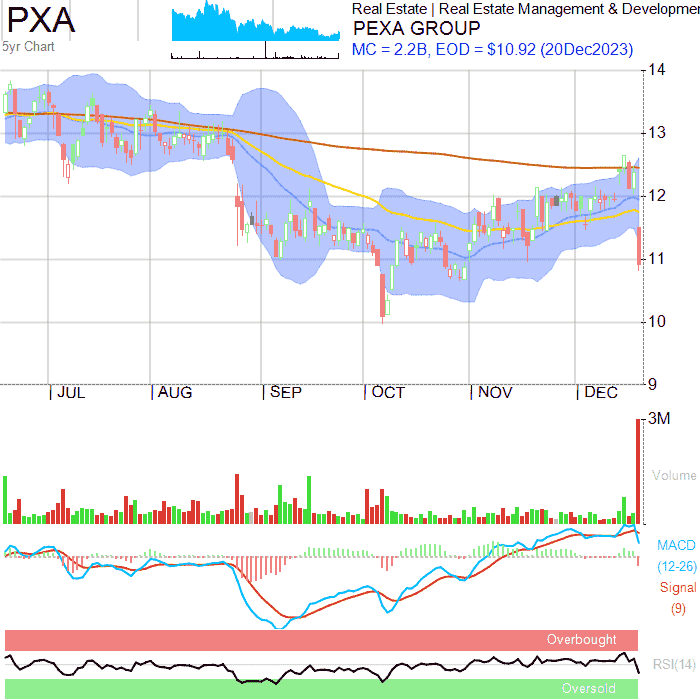 PXA
5yr Chart
Real Estate | Real Estate Management & Developmen
PEXA GROUP
MC = 2.2B, EOD = $10.92 (20Dec2023)
14
13
12
11
10
9
JUL
AUG
SEP
OCT
NOV
DEC
3M
Volume
MACD
(12-26)
Signal
(9)
Overbought
RSI(14)
Oversold